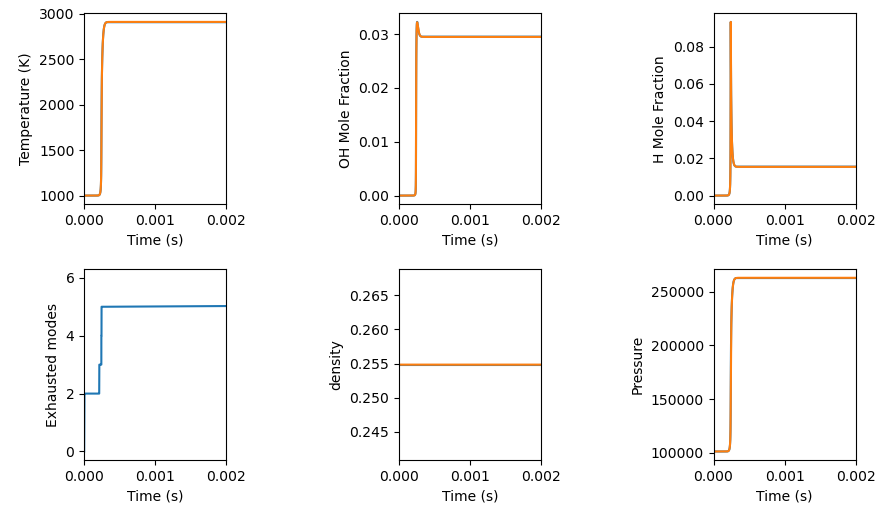 Temperature (K)
3000
2500
2000
1500
1000
0.000 0.001 0.002
Time (s)
OH Mole Fraction
0.03
0.02
0.01
0.00
0.000 0.001 0.002
Time (s)
H Mole Fraction
0.08
0.06
0.04
0.02
0.00
0.000 0.001 0.002
Time (s)
Exhausted modes
6
4
2
0
0.000 0.001 0.002
Time (s)
density
0.265
0.260
0.255
0.250
0.245
0.000 0.001 0.002
Time (s)
Pressure
250000
200000
150000
100000
0.000 0.001 0.002
Time (s)